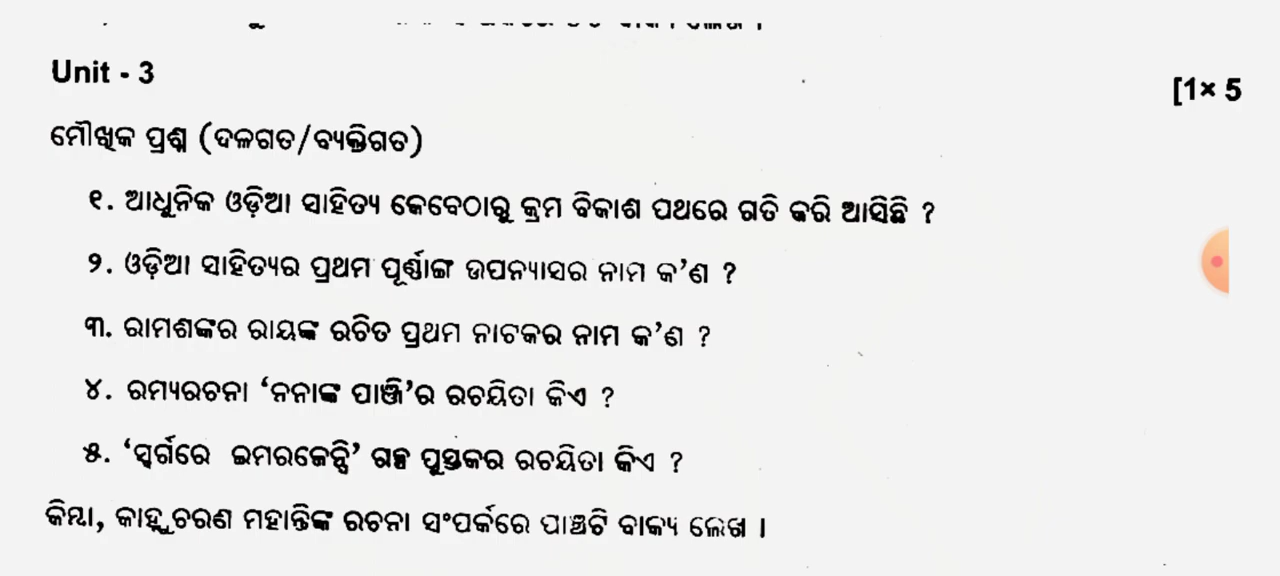 Unit - 3
[1× 5
ମୌଖିକ ପ୍ରଶ୍ନ (ଦଳଗତ/ବ୍ୟକ୍ତିଗତ)
୧. ଆଧୁନିକ ଓଡ଼ିଆ ସାହିତ୍ୟ କେବେଠାରୁ କ୍ରମ ବିକାଶ ପଥରେ ଗତି କରି ଆସିଛି ?
୨. ଓଡ଼ିଆ ସାହିତ୍ୟର ପ୍ରଥମ ପୂର୍ଣ୍ଣାଙ୍ଗ ଉପନ୍ୟାସର ନାମ କ’ଣ ?
୩. ରାମଶଙ୍କର ରାୟଙ୍କ ରଚିତ ପ୍ରଥମ ନାଟକର ନାମ କ’ଣ ?
୪. ରମ୍ୟରଚନା ‘ନନାଙ୍କ ପାଞ୍ଜି’ର ରଚୟିତା କିଏ ?
୫. ‘ସ୍ୱର୍ଗରେ ଇମରଜେନ୍ସି’ ଗଳ୍ପ ପୁସ୍ତକର ରଚୟିତା କିଏ ?
କିମ୍ବା, କାହ୍ନୁଚରଣ ମହାନ୍ତିଙ୍କ ରଚନା ସଂପର୍କରେ ପାଞ୍ଚଟି ବାକ୍ୟ ଲେଖ ।